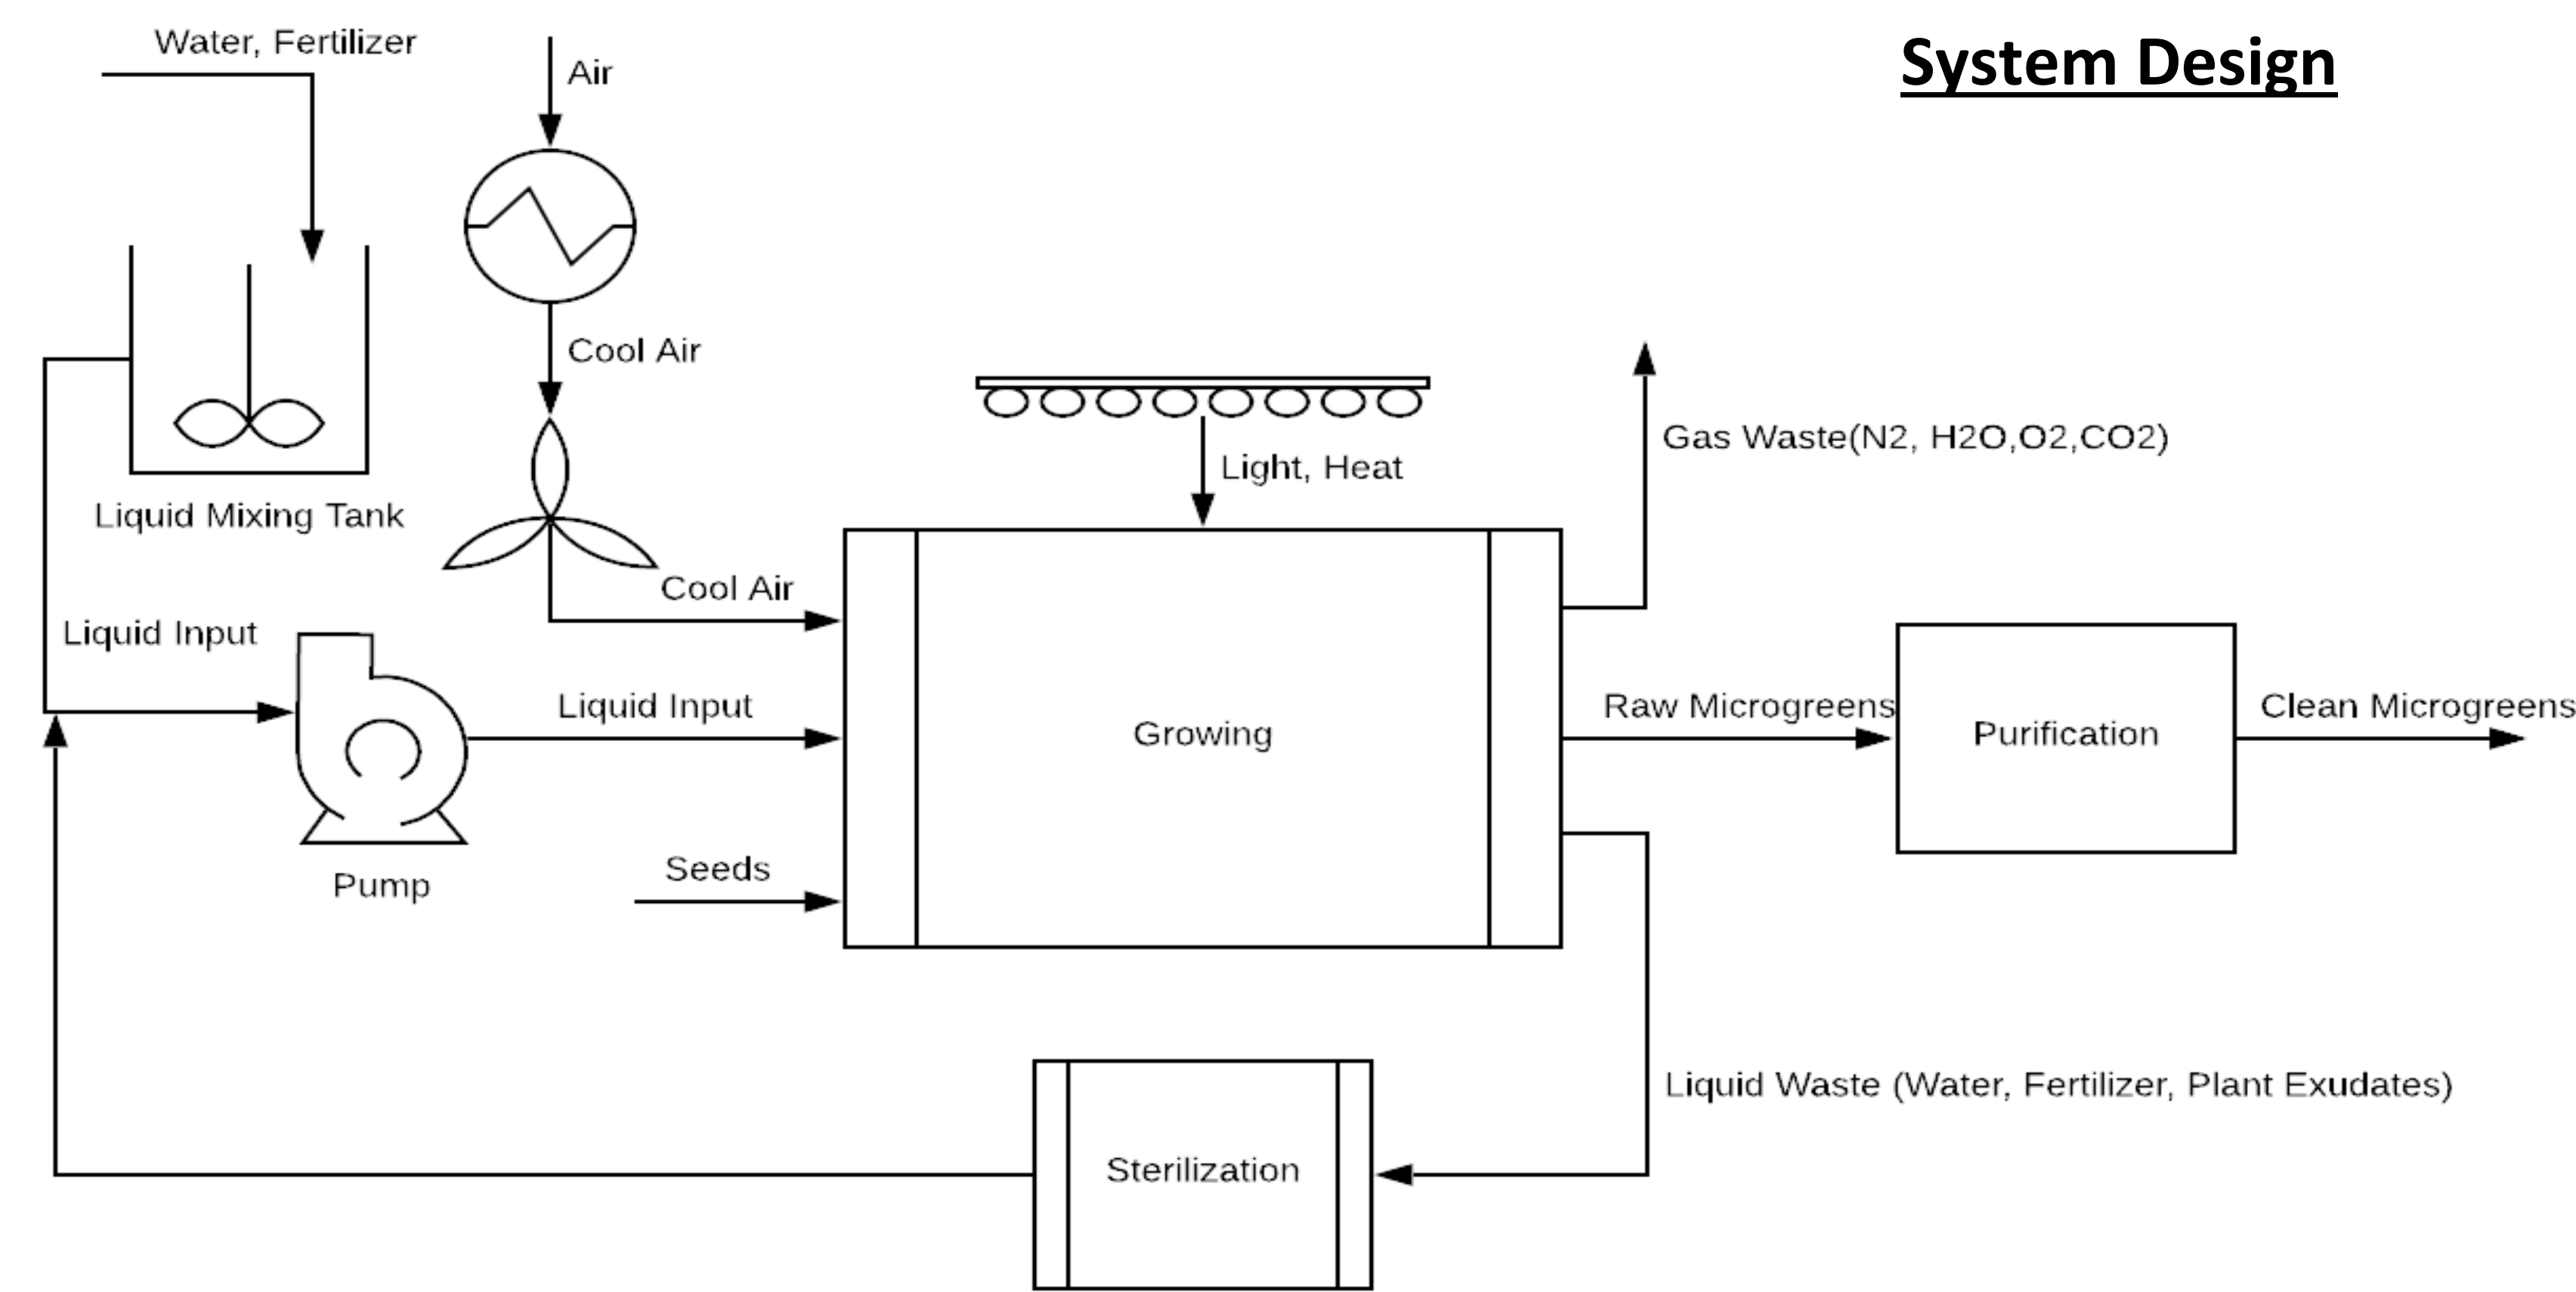 System Design
Water, Fertilizer
Air
Cool Air
Liquid Mixing Tank
Light, Heat
Gas Waste(N2, H2O,O2,CO2)
Cool Air
Liquid Input
Liquid Input
Growing
Raw Microgreens
Purification
Clean Microgreens
Seeds
Pump
Liquid Waste (Water, Fertilizer, Plant Exudates)
Sterilization